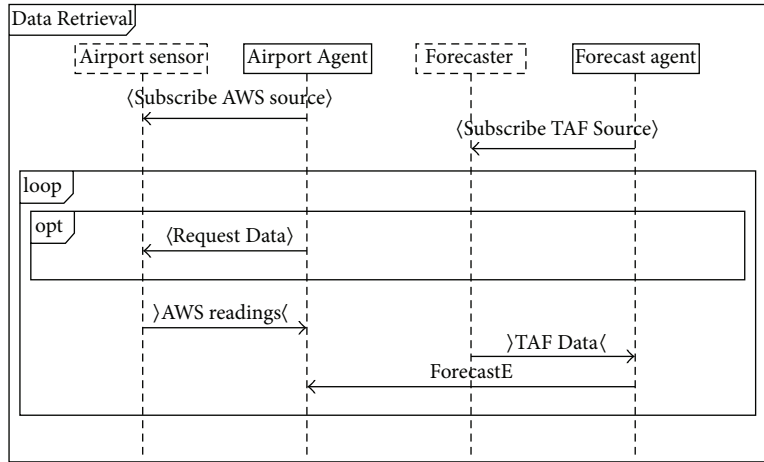 Data Retrieval
Airport sensor
Airport Agent
Forecaster
Forecast agent
⟨Subscribe AWS source⟩
⟨Subscribe TAF Source⟩
loop
opt
⟨Request Data⟩
⟩AWS readings⟨
⟩TAF Data⟨
ForecastE